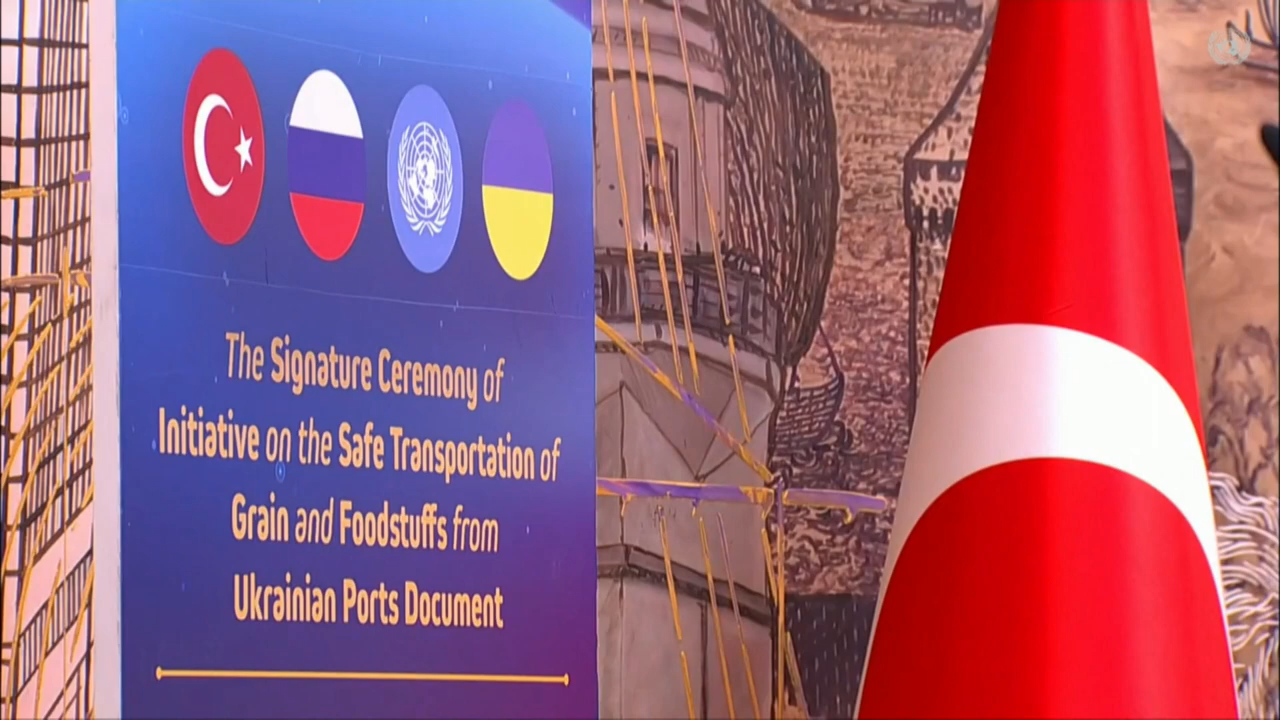 The Signature Ceremony of
Initiative on the Safe Transportation of
Grain and Foodstuffs from
Ukrainian Ports Document